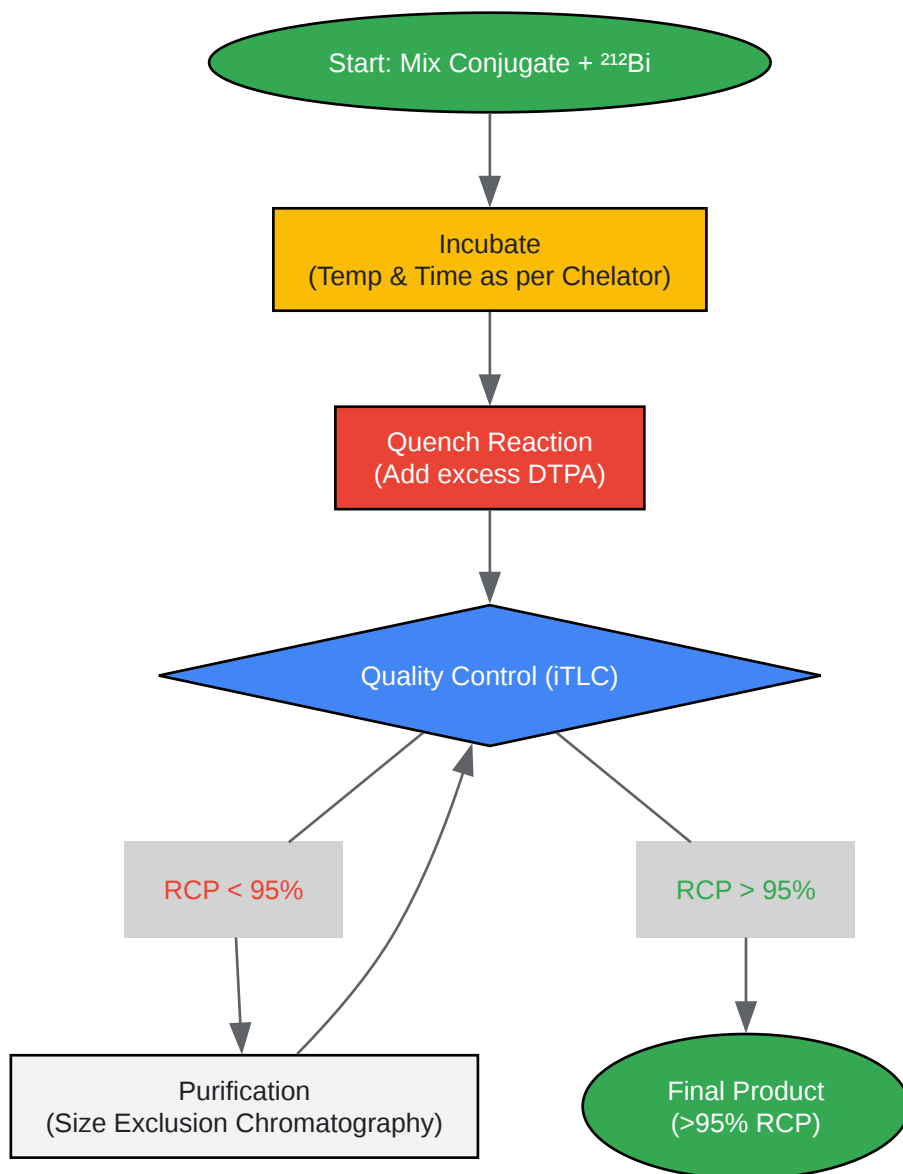 Start: Mix Conjugate + ²¹²Bi
Incubate
(Temp & Time as per Chelator)
Quench Reaction
(Add excess DTPA)
Quality Control (iTLC)
RCP < 95%
RCP > 95%
Purification
(Size Exclusion Chromatography)
Final Product
(>95% RCP)